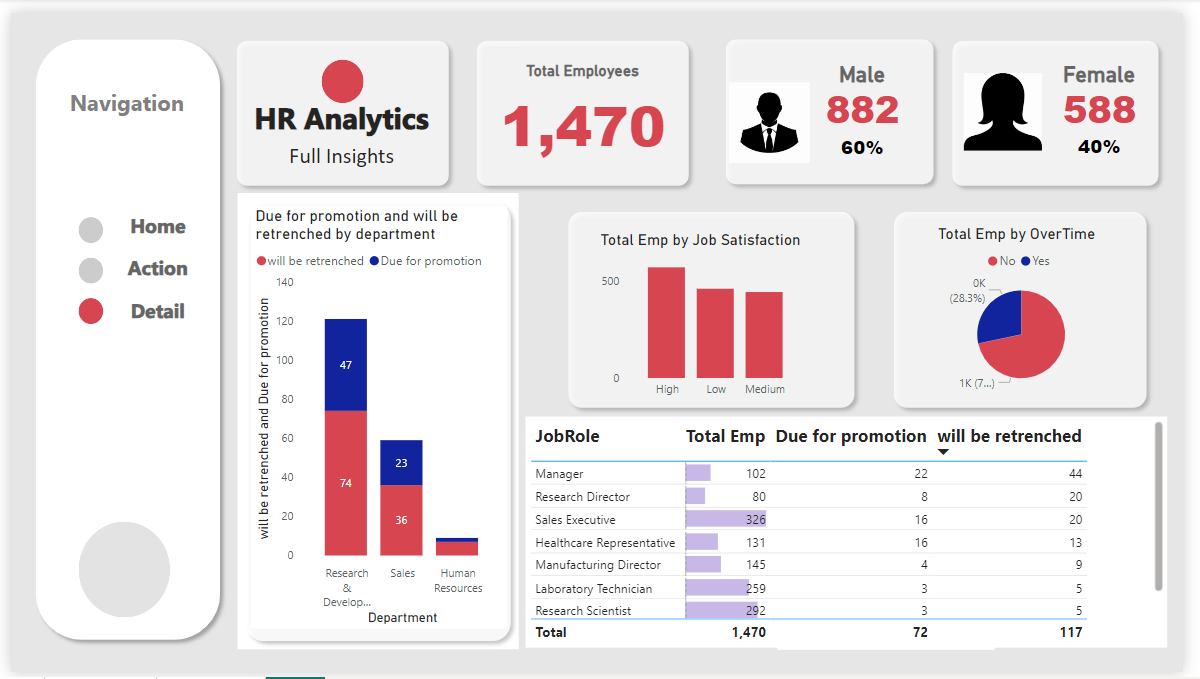 Navigation
Home
Action
Detail
HR Analytics
Full Insights
Total Employees
1,470
Male
882
60%
Female
588
40%
Due for promotion and will be
retrenched by department
will be retrenched Due for promotion
will be retrenched and Due for promotion
140
120
100
80
60
40
20
0
47
74
23
36
Research
&
Develop...
Sales
Human
Resources
Department
Total Emp by Job Satisfaction
500
0
High Low Medium
Total Emp by OverTime
No Yes
0K
(28.3%)
1K (7...)
JobRole Total Emp Due for promotion will be retrenched
Manager 102 22 44
Research Director 80 8 20
Sales Executive 326 16 20
Healthcare Representative 131 16 13
Manufacturing Director 145 4 9
Laboratory Technician 259 3 5
Research Scientist 292 3 5
Total 1,470 72 117